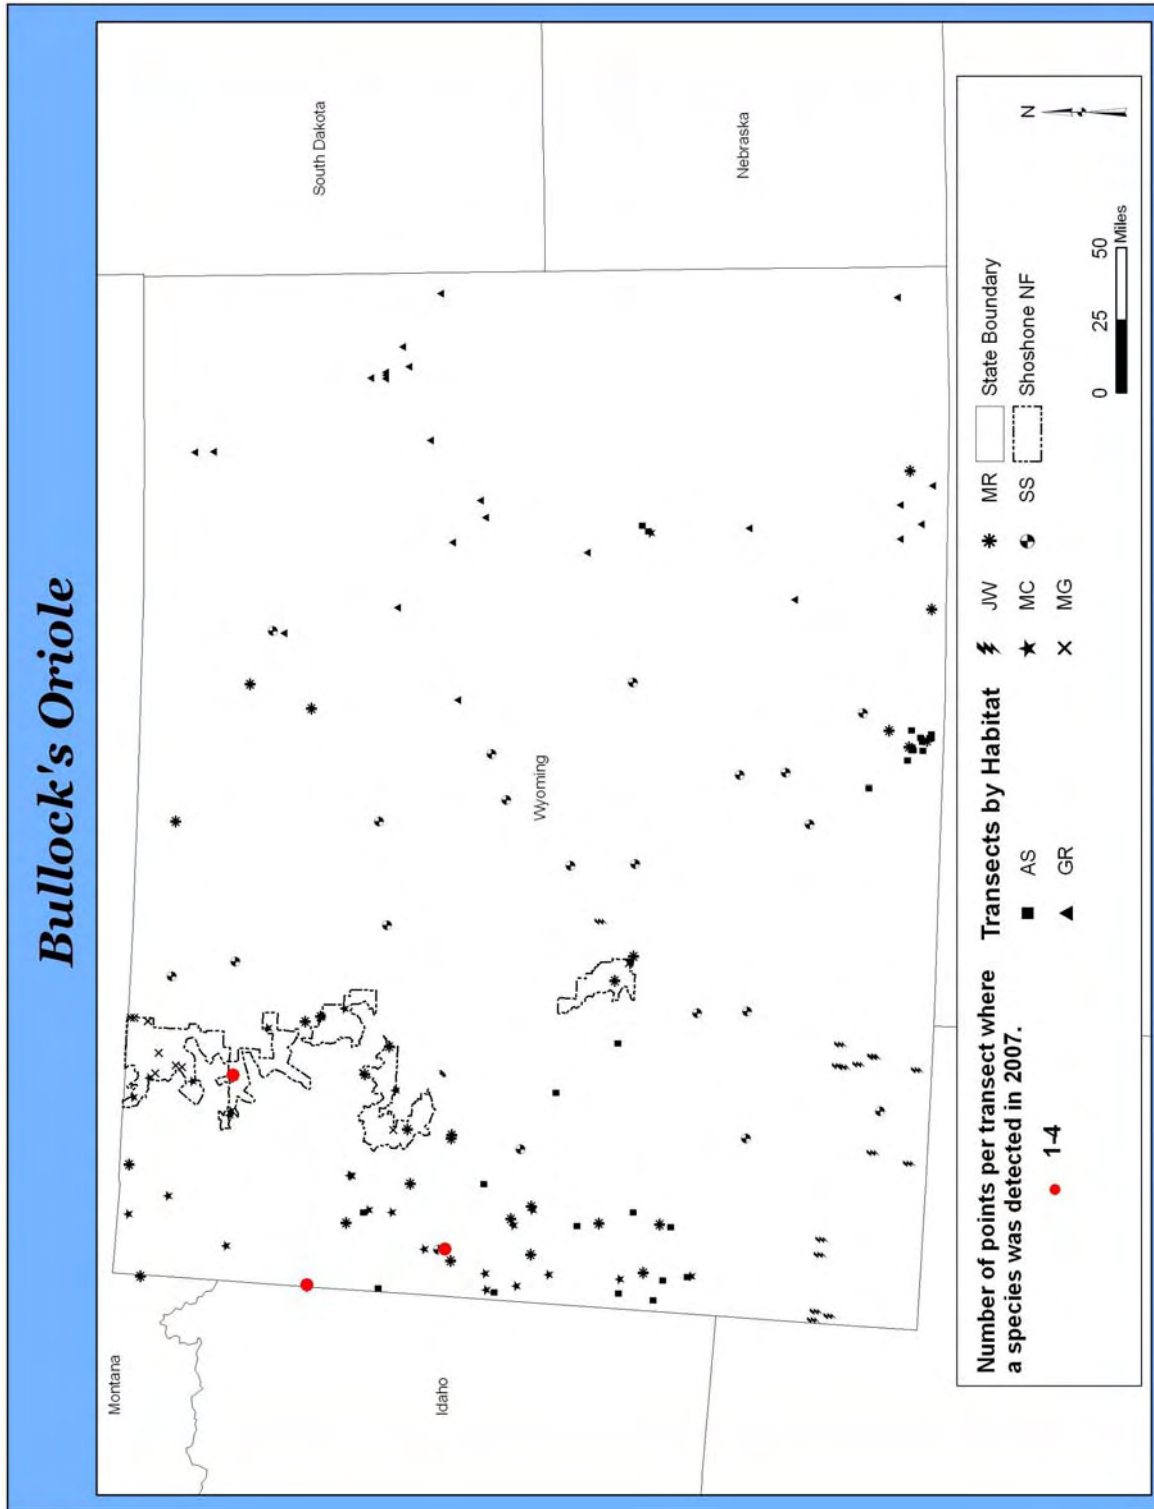 Bullock's Oriole
Montana
South Dakota
Idaho
Wyoming
Nebraska
Number of points per transect where
a species was detected in 2007.
1-4
Transects by Habitat
AS
GR
JW
MC
MG
MR
SS
State Boundary
Shoshone NF
N
0 25 50
Miles